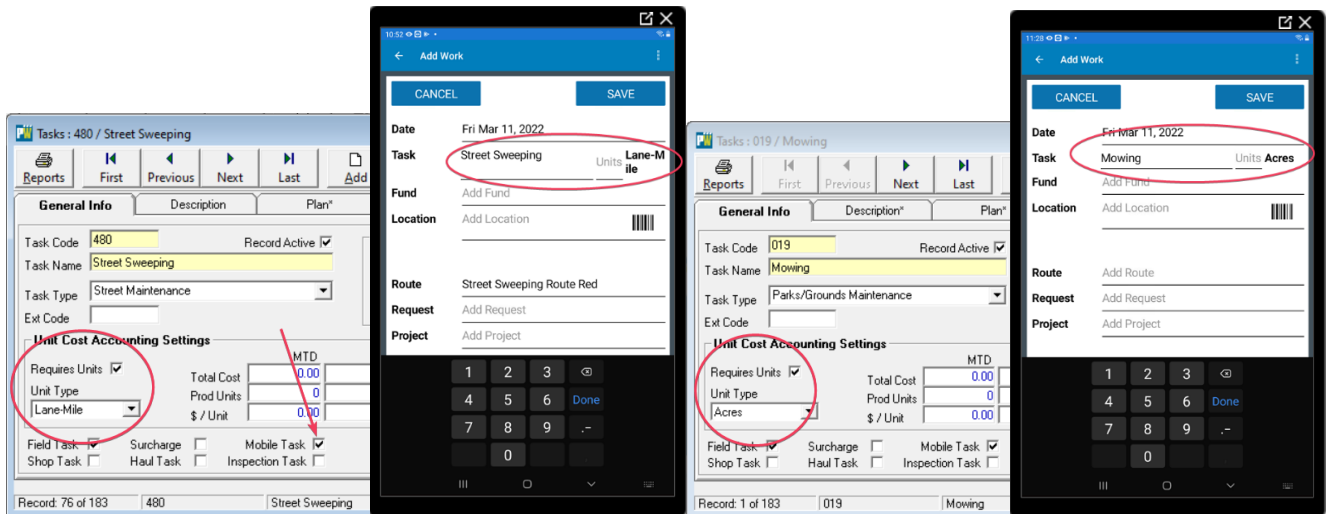 Tasks : 480 / Street Sweeping
Reports First Previous Next Last Add
General Info Description Plan*
Task Code 480 Record Active
Task Name Street Sweeping
Task Type Street Maintenance
Ext Code
Unit Cost Accounting Settings
MTD
Requires Units Total Cost 0.00
Unit Type Prod Units 0
Lane-Mile $ / Unit 0.00
Field Task Surcharge Mobile Task
Shop Task Haul Task Inspection Task
Record: 76 of 183 480 Street Sweeping
10:52
Add Work
CANCEL SAVE
Date Fri Mar 11, 2022
Task Street Sweeping Units Lane-M
ile
Fund Add Fund
Location Add Location
Route Street Sweeping Route Red
Request Add Request
Project Add Project
1 2 3
4 5 6 Done
7 8 9 .-
0
Tasks : 019 / Mowing
Reports First Previous Next Last
General Info Description* Plan*
Task Code 019 Record Active
Task Name Mowing
Task Type Parks/Grounds Maintenance
Ext Code
Unit Cost Accounting Settings
MTD
Requires Units Total Cost 0.00
Unit Type Prod Units 0
Acres $ / Unit 0.00
Field Task Surcharge Mobile Task
Shop Task Haul Task Inspection Task
Record: 1 of 183 019 Mowing
11:28
Add Work
CANCEL SAVE
Date Fri Mar 11, 2022
Task Mowing Units Acres
Fund Add Fund
Location Add Location
Route Add Route
Request Add Request
Project Add Project
1 2 3
4 5 6 Done
7 8 9 .-
0